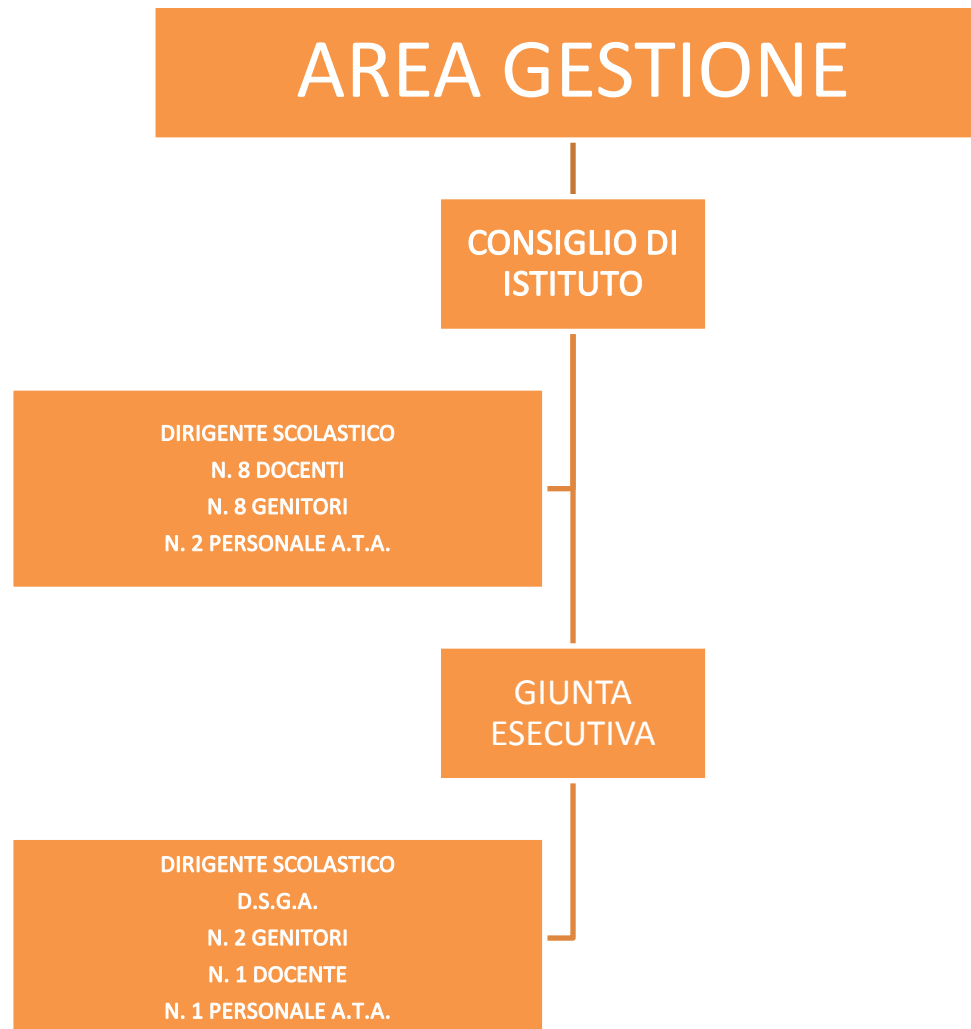 AREA GESTIONE
CONSIGLIO DI
ISTITUTO
DIRIGENTE SCOLASTICO
N. 8 DOCENTI
N. 8 GENITORI
N. 2 PERSONALE A.T.A.
GIUNTA
ESECUTIVA
DIRIGENTE SCOLASTICO
D.S.G.A.
N. 2 GENITORI
N. 1 DOCENTE
N. 1 PERSONALE A.T.A.